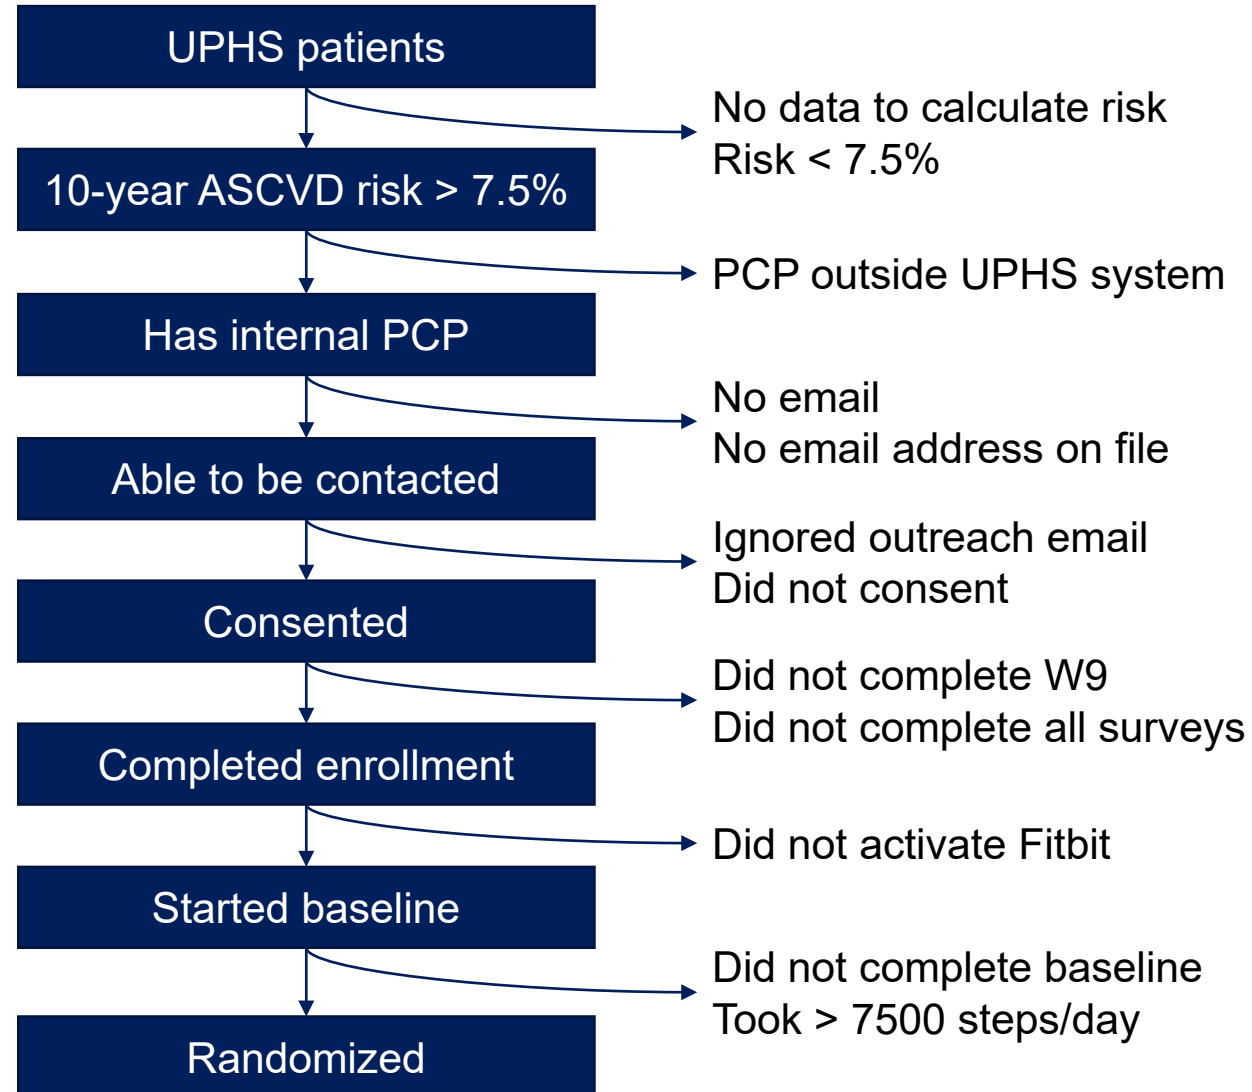 UPHS patients
No data to calculate risk
Risk < 7.5%
10-year ASCVD risk > 7.5%
PCP outside UPHS system
Has internal PCP
No email
No email address on file
Able to be contacted
Ignored outreach email
Did not consent
Consented
Did not complete W9
Did not complete all surveys
Completed enrollment
Did not activate Fitbit
Started baseline
Did not complete baseline
Took > 7500 steps/day
Randomized